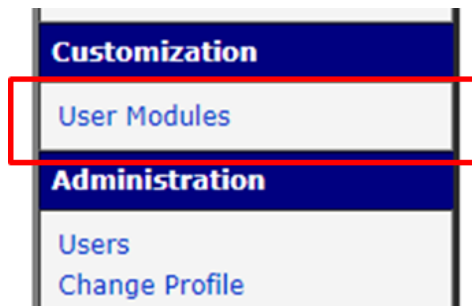 Customization
User Modules
Administration
Users
Change Profile